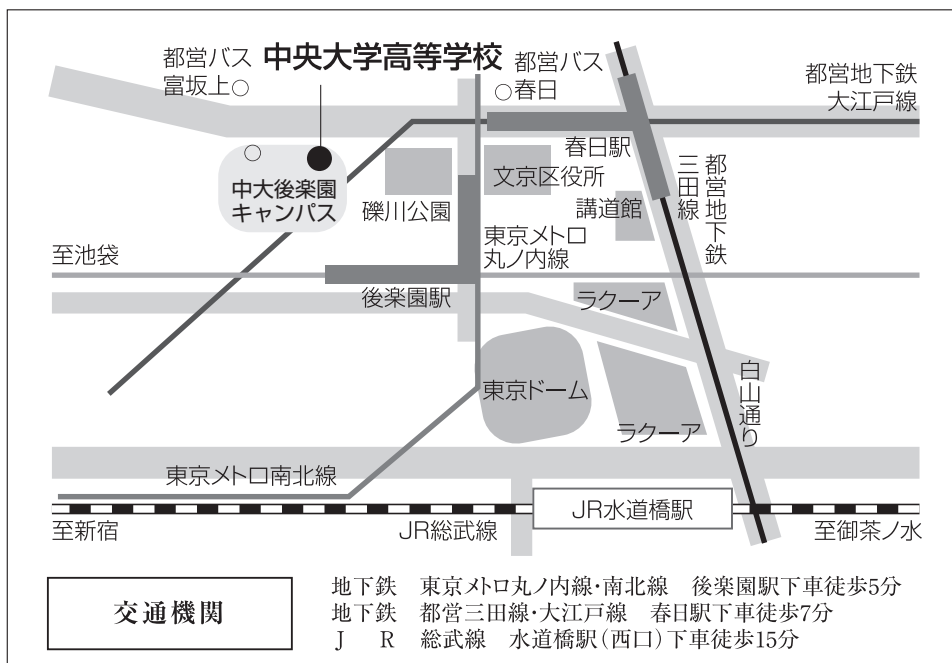 都営バス
富坂上
中央大学高等学校
都営バス
春日
都営地下鉄
大江戸線
春日駅
中大後楽園
キャンパス
礫川公園
文京区役所
講道館
都営地下鉄
三田線
東京メトロ
丸ノ内線
至池袋
後楽園駅
ラクーア
東京ドーム
白山通り
ラクーア
東京メトロ南北線
JR水道橋駅
至新宿
JR総武線
至御茶ノ水
交通機関
地下鉄 東京メトロ丸ノ内線・南北線 後楽園駅下車徒歩5分
地下鉄 都営三田線・大江戸線 春日駅下車徒歩7分
J R 総武線 水道橋駅(西口)下車徒歩15分